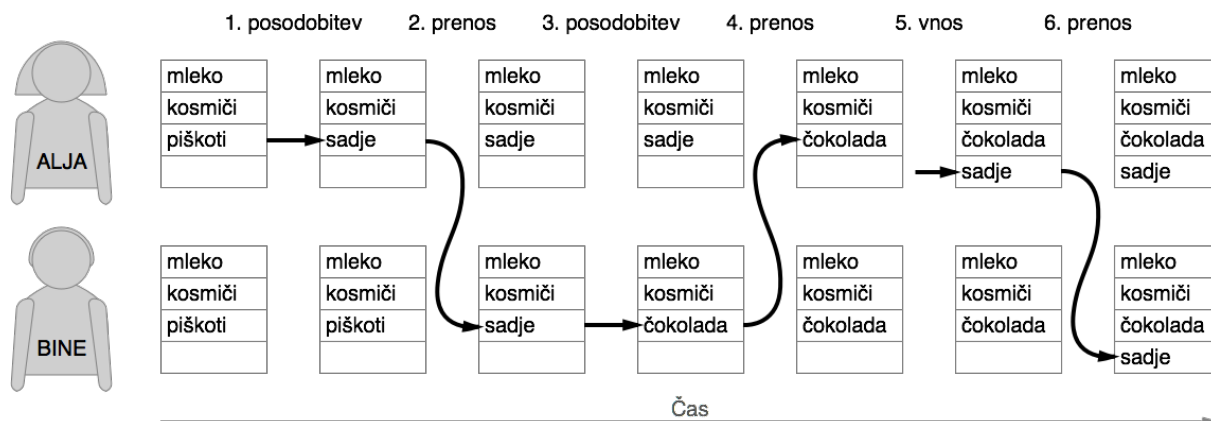 1. posodobitev 2. prenos 3. posodobitev 4. prenos 5. vnos 6. prenos
mleko mleko mleko mleko mleko mleko mleko
kosmiči kosmiči kosmiči kosmiči kosmiči kosmiči kosmiči
piškoti sadje sadje sadje čokolada čokolada čokolada
ALJA
sadje sadje
mleko mleko mleko mleko mleko mleko mleko
kosmiči kosmiči kosmiči kosmiči kosmiči kosmiči kosmiči
piškoti piškoti sadje čokolada čokolada čokolada čokolada
BINE
sadje
Čas